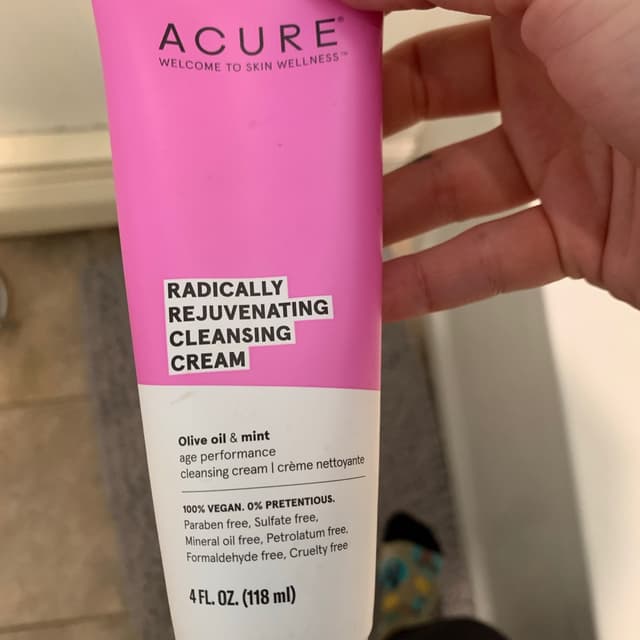 ACURE®
WELCOME TO SKIN WELLNESS™
RADICALLY
REJUVENATING
CLEANSING
CREAM
Olive oil & mint
age performance
cleansing cream | crème nettoyante
100% VEGAN. 0% PRETENTIOUS.
Paraben free, Sulfate free,
Mineral oil free, Petrolatum free,
Formaldehyde free, Cruelty free
4 FL. OZ. (118 ml)